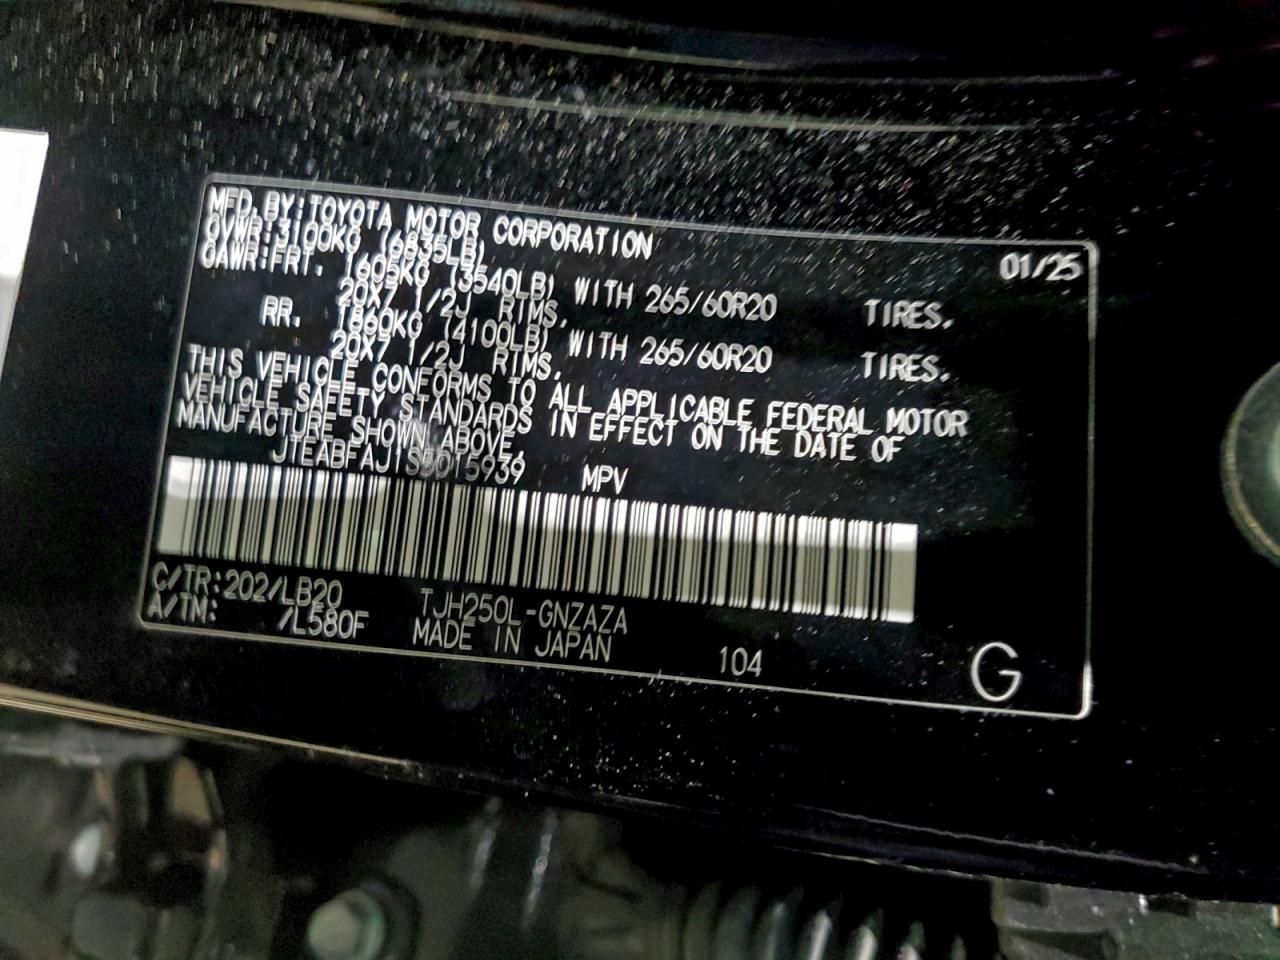 MFD. BY: TOYOTA MOTOR CORPORATION 01/25
GVWR: 3100KG (6835LB)
GAWR: FRT. 1605KG (3540LB) WITH 265/60R20 TIRES.
20X7 1/2J RIMS,
RR. 1860KG (4100LB) WITH 265/60R20 TIRES.
20X7 1/2J RIMS,
THIS VEHICLE CONFORMS TO ALL APPLICABLE FEDERAL MOTOR
VEHICLE SAFETY STANDARDS IN EFFECT ON THE DATE OF
MANUFACTURE SHOWN ABOVE.
MPV
C/TR: 202/LB20 TJH250L-GNZAZA
A/TM: /L580F MADE IN JAPAN 104 G